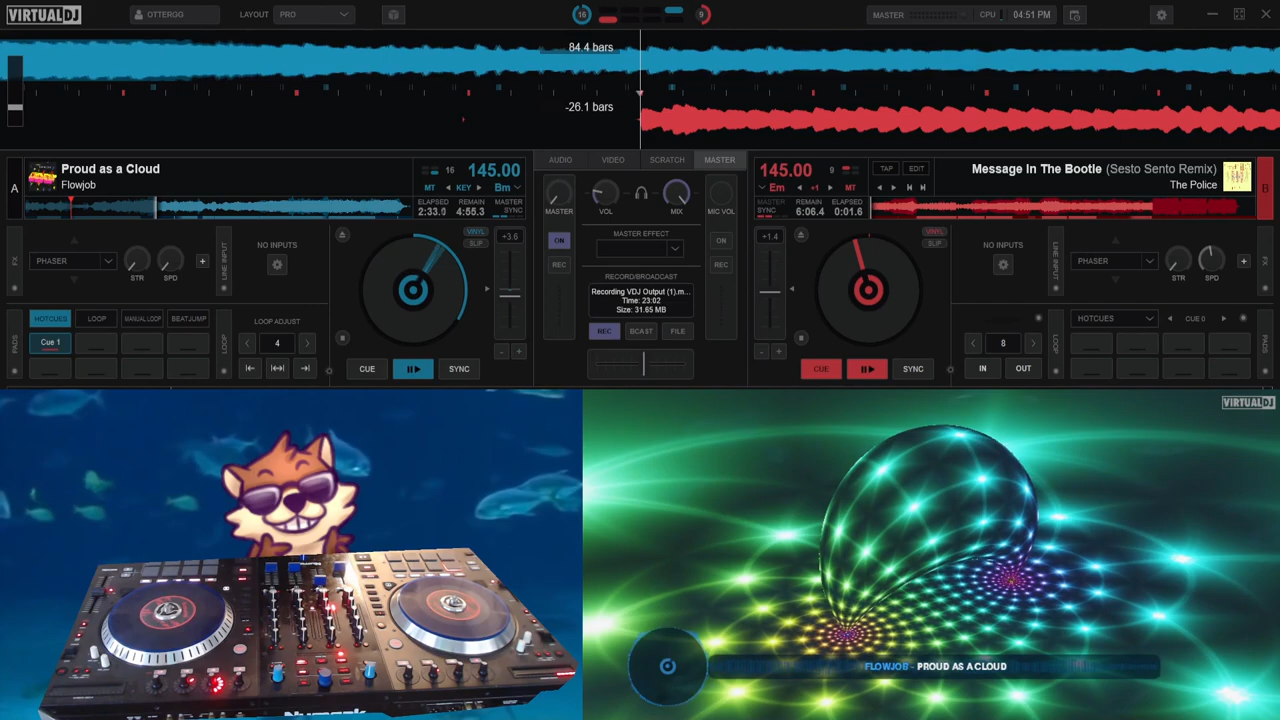 VIRTUALDJ
OTTERGG
LAYOUT
PRO
16
9
MASTER
CPU
04:51 PM
84.4 bars
-26.1 bars
A
Proud as a Cloud
Flowjob
16
145.00
MT
KEY
Bm
ELAPSED
2:33.0
REMAIN
4:55.3
MASTER
SYNC
AUDIO
VIDEO
SCRATCH
MASTER
MASTER
VOL
MIX
MIC VOL
ON
REC
MASTER EFFECT
ON
REC
RECORD/BROADCAST
Recording VDJ Output (1).m...
Time: 23:02
Size: 31.65 MB
REC
BCAST
FILE
145.00
9
Em
+1
MT
MASTER
SYNC
REMAIN
6:06.4
ELAPSED
0:01.6
TAP
EDIT
Message In The Bootle (Sesto Sento Remix)
The Police
B
FX
PHASER
STR
SPD
+
LINE INPUT
NO INPUTS
VINYL
SLIP
+3.6
PADS
HOTCUES
LOOP
MANUAL LOOP
BEATJUMP
Cue 1
LOOP
LOOP ADJUST
4
CUE
SYNC
-
+
+1.4
VINYL
SLIP
NO INPUTS
LINE INPUT
PHASER
STR
SPD
+
FX
-
+
CUE
SYNC
8
IN
OUT
LOOP
HOTCUES
CUE 0
PADS
VIRTUALDJ
Numark
FLOWJOB - PROUD AS A CLOUD